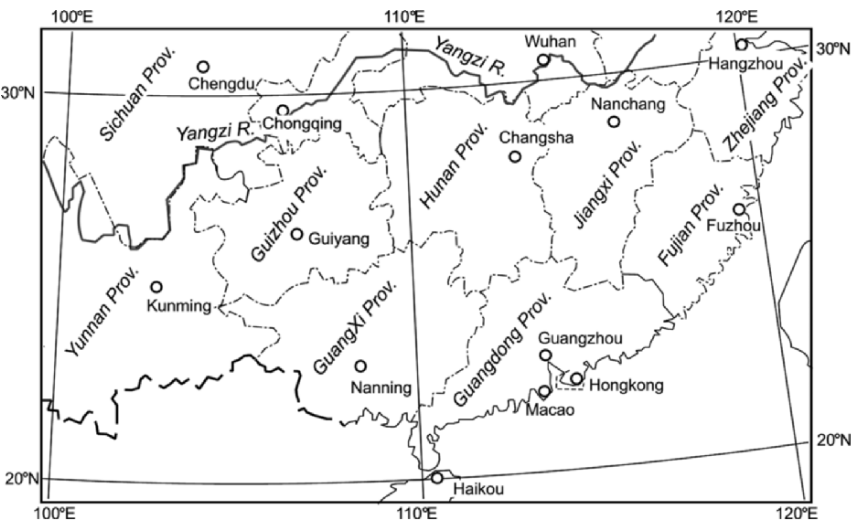 100ºE
110ºE
120ºE
Wuhan
Yangzi R.
30ºN
Hangzhou
Sichuan Prov.
Chengdu
30ºN
Zhejiang Prov.
Nanchang
Chongqing
Yangzi R.
Changsha
Hunan Prov.
Jiangxi Prov.
Guizhou Prov.
Guiyang
Fujian Prov.
Fuzhou
Yunnan Prov.
Kunming
GuangXi Prov.
Guangdong Prov.
Guangzhou
Nanning
Hongkong
Macao
20ºN
20ºN
Haikou
100ºE
110ºE
120ºE